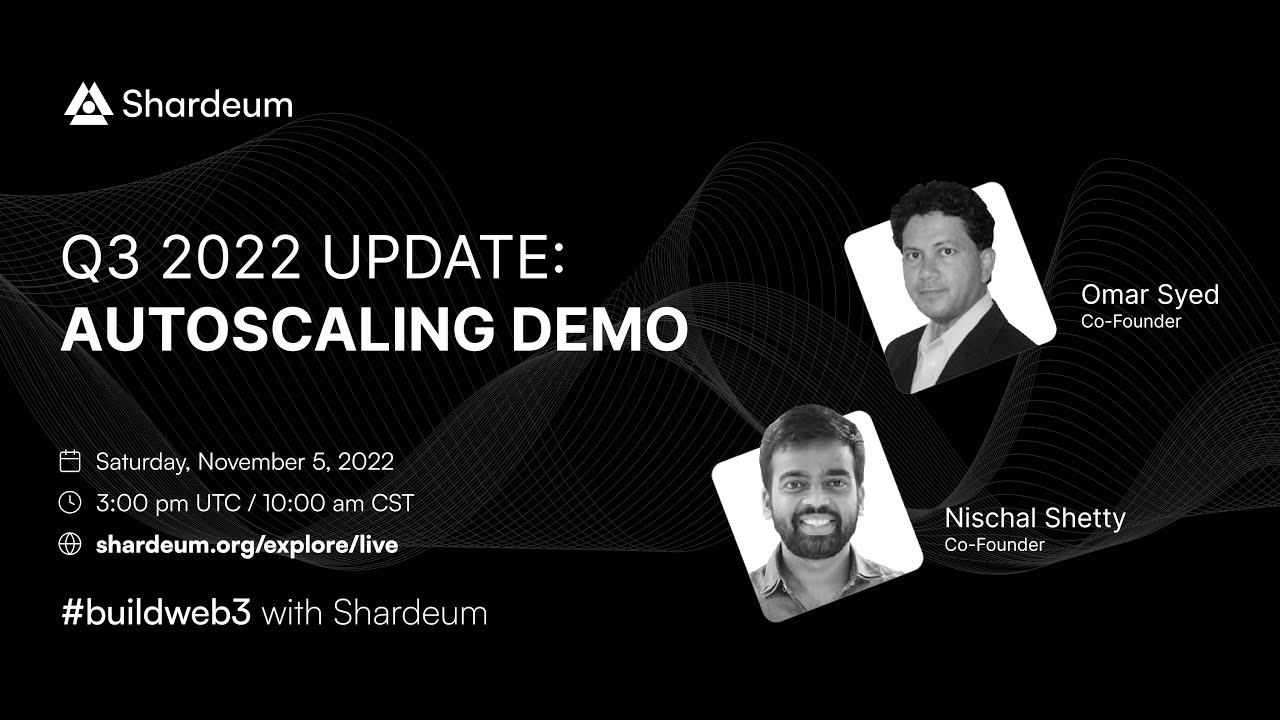 Shardeum
Q3 2022 UPDATE:
AUTOSCALING DEMO
Saturday, November 5, 2022
3:00 pm UTC / 10:00 am CST
shardeum.org/explore/live
#buildweb3 with Shardeum
Omar Syed
Co-Founder
Nischal Shetty
Co-Founder